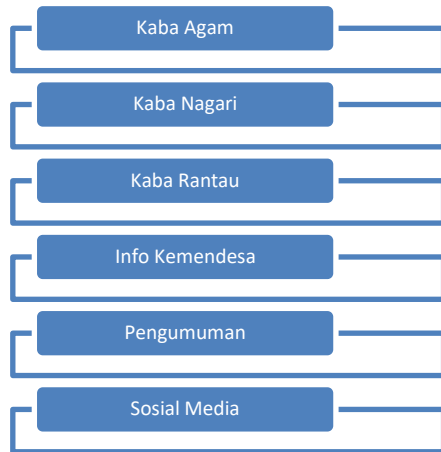 Kaba Agam
Kaba Nagari
Kaba Rantau
Info Kemendesa
Pengumuman
Sosial Media